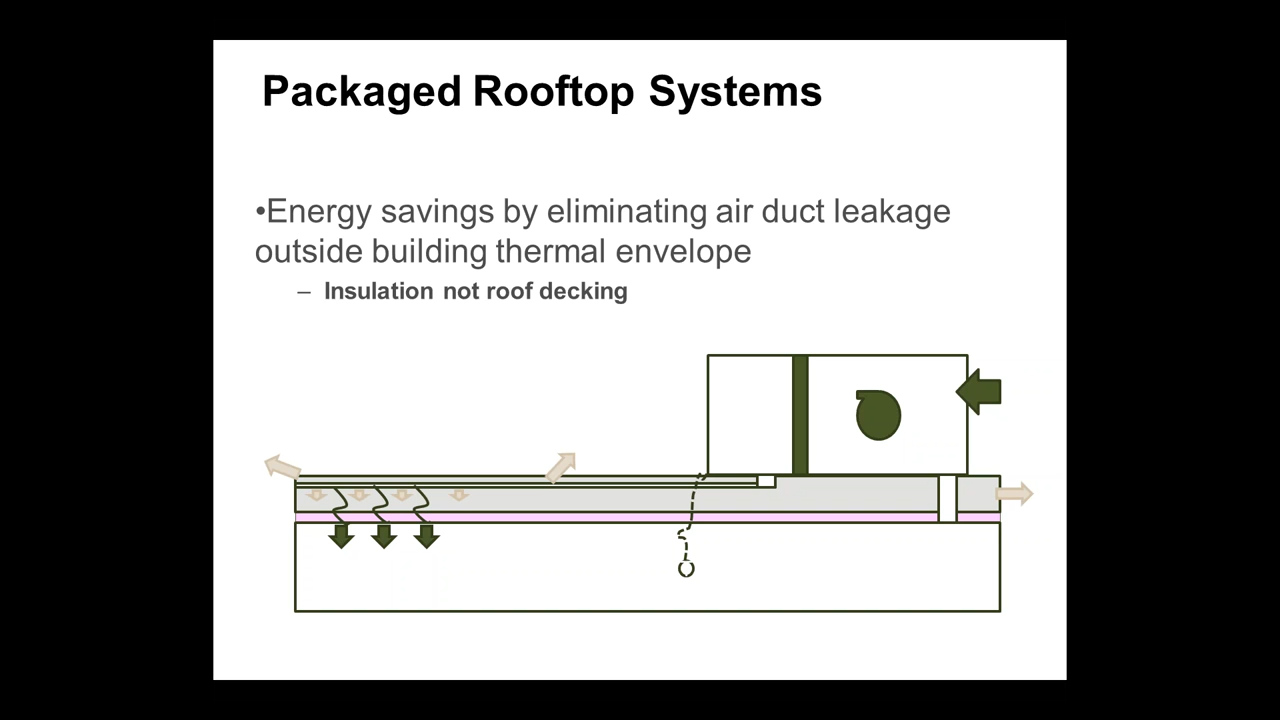 Packaged Rooftop Systems
•Energy savings by eliminating air duct leakage
outside building thermal envelope
– Insulation not roof decking